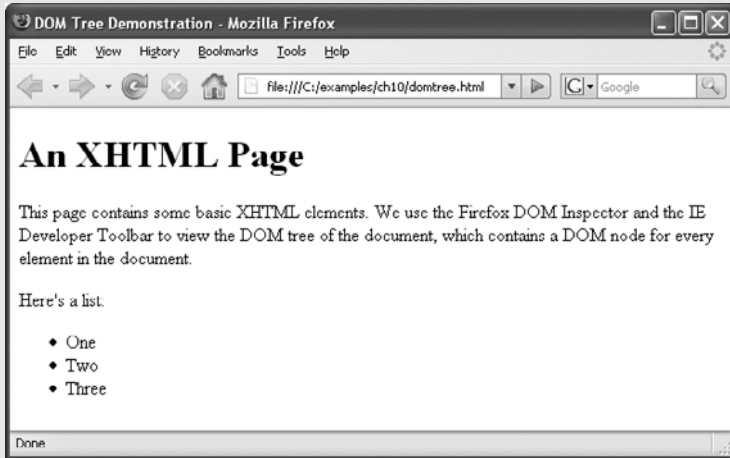 DOM Tree Demonstration - Mozilla Firefox
File Edit View History Bookmarks Tools Help
file:///C:/examples/ch10/domtree.html G Google
An XHTML Page
This page contains some basic XHTML elements. We use the Firefox DOM Inspector and the IE
Developer Toolbar to view the DOM tree of the document, which contains a DOM node for every
element in the document.
Here's a list:
• One
• Two
• Three
Done